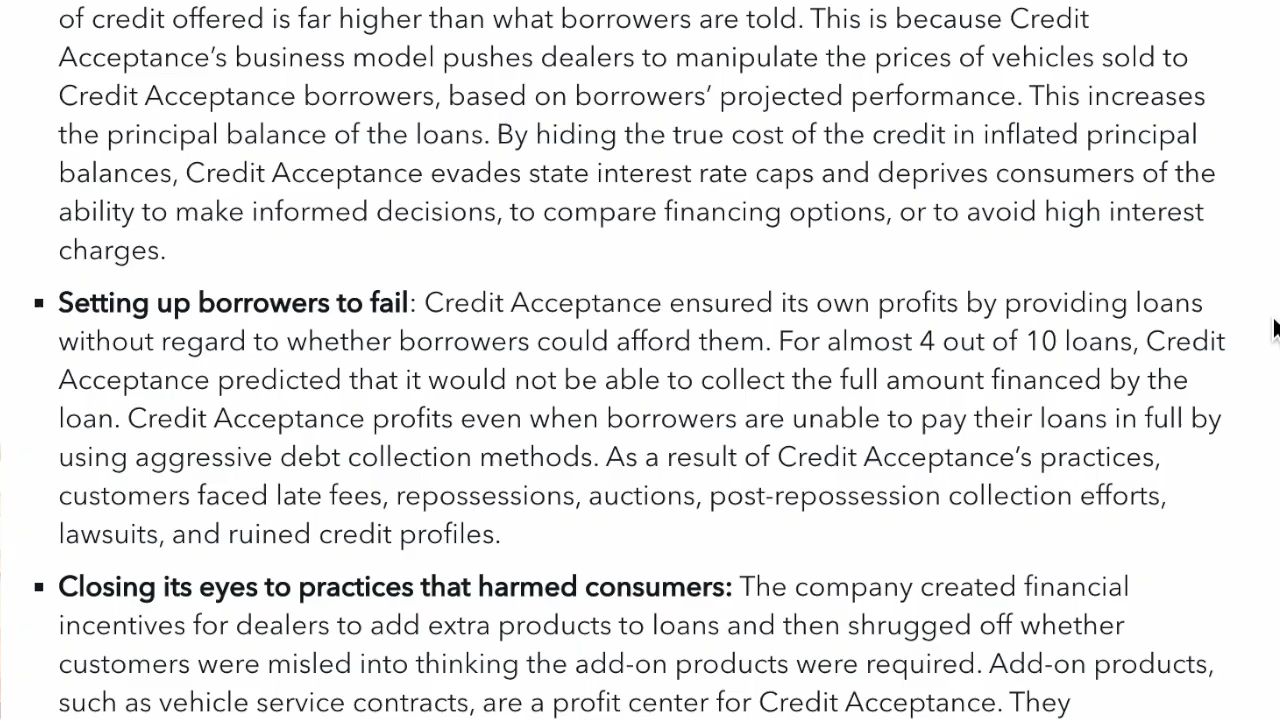 of credit offered is far higher than what borrowers are told. This is because Credit
Acceptance’s business model pushes dealers to manipulate the prices of vehicles sold to
Credit Acceptance borrowers, based on borrowers’ projected performance. This increases
the principal balance of the loans. By hiding the true cost of the credit in inflated principal
balances, Credit Acceptance evades state interest rate caps and deprives consumers of the
ability to make informed decisions, to compare financing options, or to avoid high interest
charges.
▪ Setting up borrowers to fail: Credit Acceptance ensured its own profits by providing loans
without regard to whether borrowers could afford them. For almost 4 out of 10 loans, Credit
Acceptance predicted that it would not be able to collect the full amount financed by the
loan. Credit Acceptance profits even when borrowers are unable to pay their loans in full by
using aggressive debt collection methods. As a result of Credit Acceptance’s practices,
customers faced late fees, repossessions, auctions, post-repossession collection efforts,
lawsuits, and ruined credit profiles.
▪ Closing its eyes to practices that harmed consumers: The company created financial
incentives for dealers to add extra products to loans and then shrugged off whether
customers were misled into thinking the add-on products were required. Add-on products,
such as vehicle service contracts, are a profit center for Credit Acceptance. They